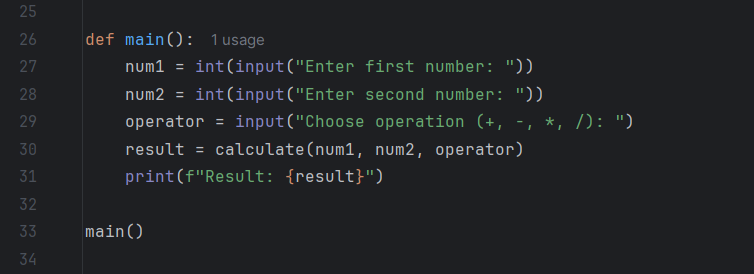 25
26 def main(): 1 usage
27     num1 = int(input("Enter first number: "))
28     num2 = int(input("Enter second number: "))
29     operator = input("Choose operation (+, -, *, /): ")
30     result = calculate(num1, num2, operator)
31     print(f"Result: {result}")
32
33 main()
34